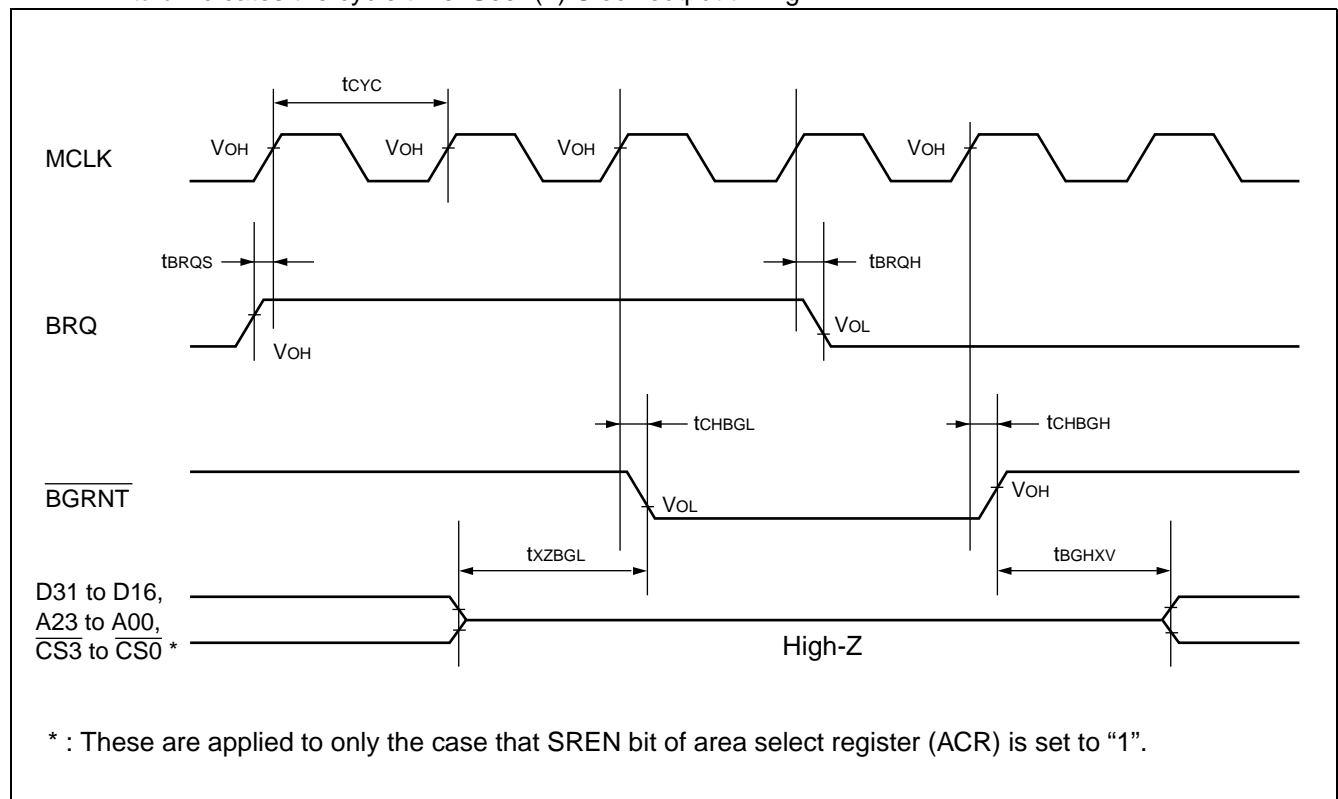 tCYC
VOH VOH VOH VOH
MCLK
tBRQS tBRQH
BRQ
VOH
VOL
tCHBGL tCHBGH
BGRNT
VOL
VOH
tXZBGL tBGHXV
D31 to D16,
A23 to A00,
CS3 to CS0 *
High-Z
* : These are applied to only the case that SREN bit of area select register (ACR) is set to “1”.